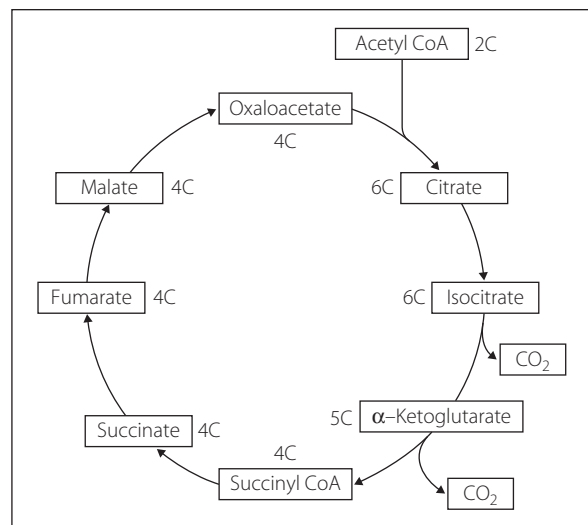 Acetyl CoA 2C
Oxaloacetate
4C
Malate 4C
6C Citrate
Fumarate 4C
6C Isocitrate
CO₂
5C α–Ketoglutarate
Succinate 4C
4C
Succinyl CoA
CO₂